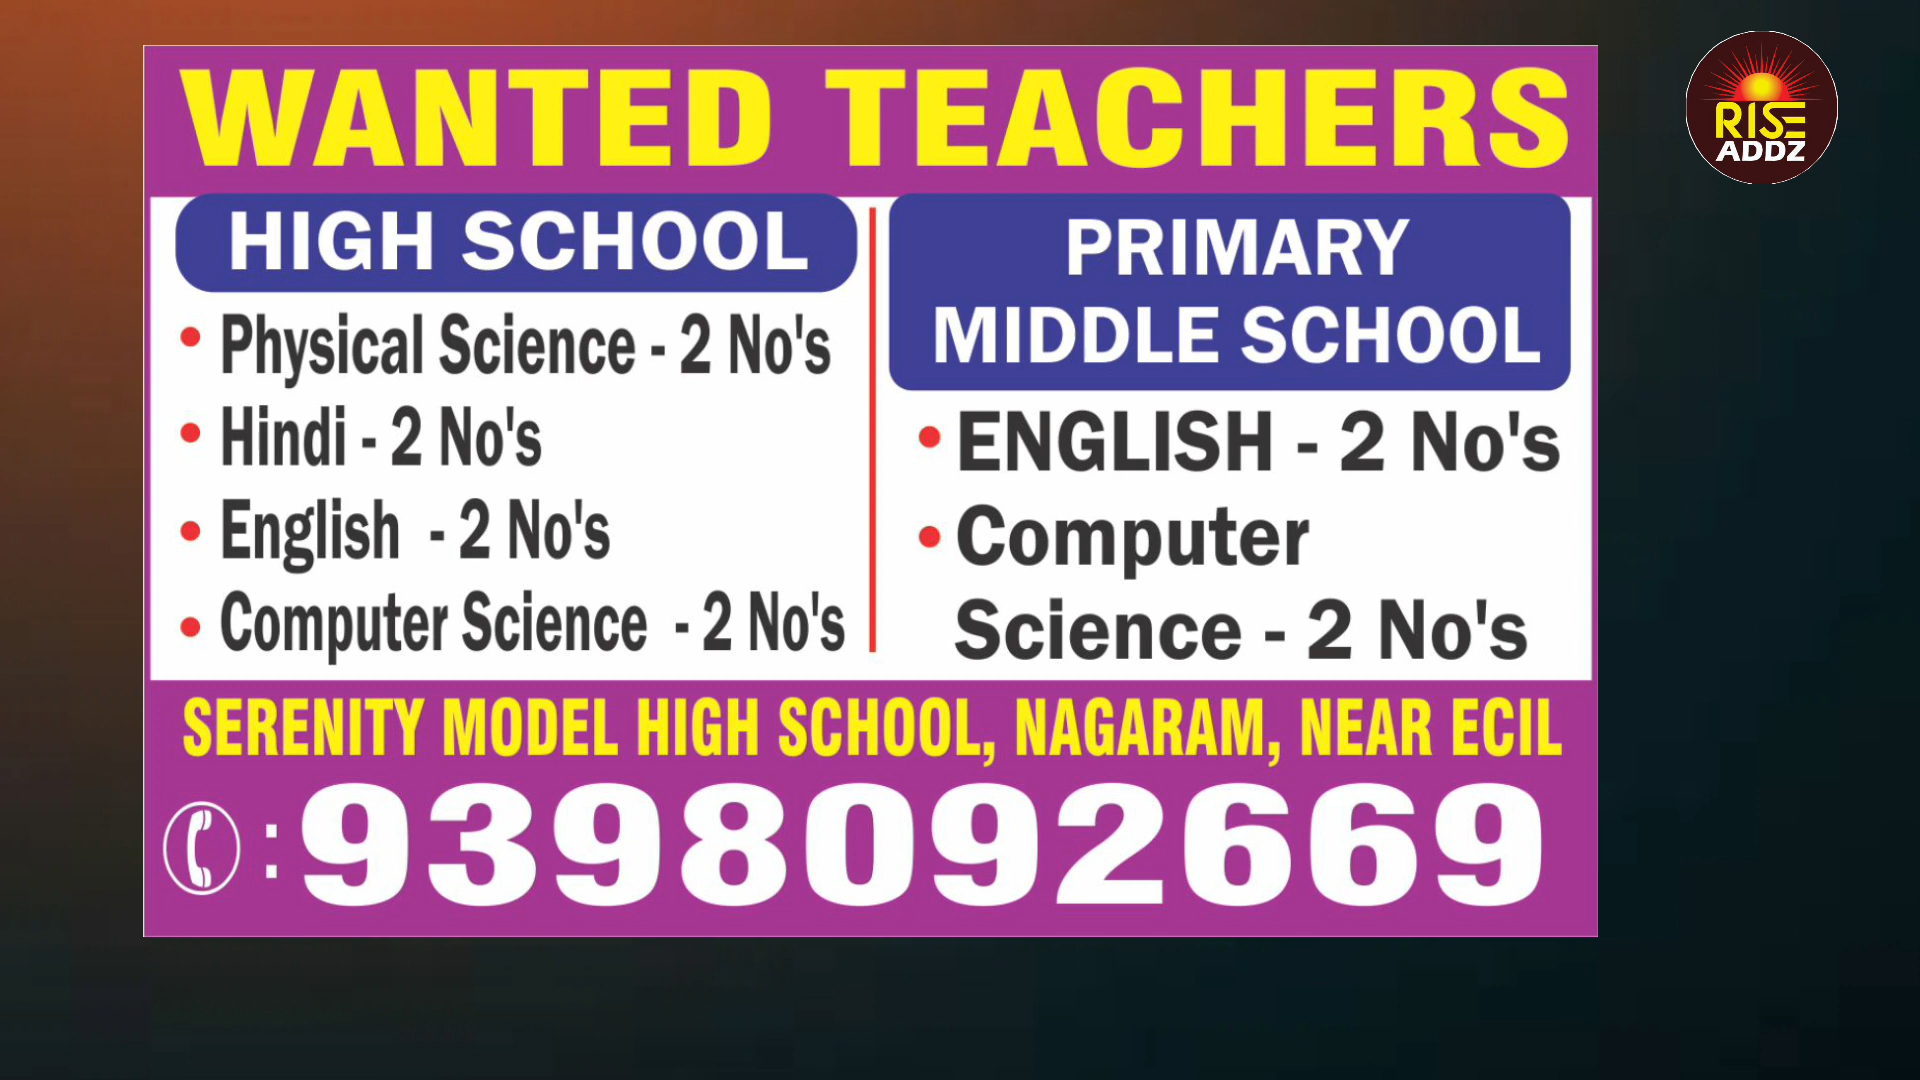 WANTED TEACHERS
HIGH SCHOOL
• Physical Science - 2 No's
• Hindi - 2 No's
• English - 2 No's
• Computer Science - 2 No's
PRIMARY
MIDDLE SCHOOL
• ENGLISH - 2 No's
• Computer
Science - 2 No's
SERENITY MODEL HIGH SCHOOL, NAGARAM, NEAR ECIL
: 9398092669
RISE
ADDZ